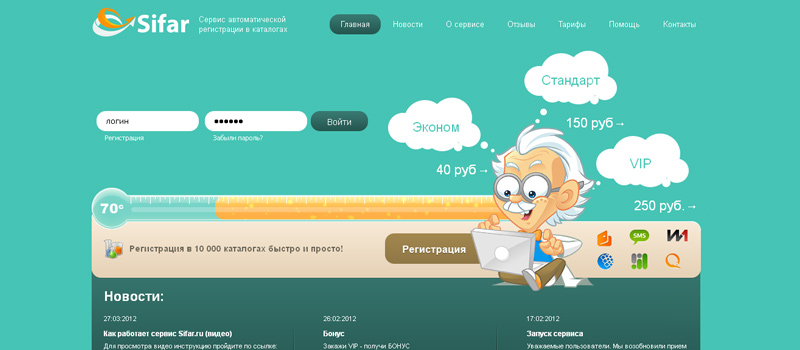 Sifar
Сервис автоматической
регистрации в каталогах
Главная
Новости
О сервисе
Отзывы
Тарифы
Помощь
Контакты
Стандарт
150 руб→
Эконом
40 руб→
VIP
250 руб.→
логин
••••••
Войти
Регистрация
Забыли пароль?
70°
Регистрация в 10 000 каталогах быстро и просто!
Регистрация
SMS
Новости:
27.03.2012
Как работает сервис Sifar.ru (видео)
Для просмотра видео инструкцию пройдите по ссылке:
26.02.2012
Бонус
Закажи VIP - получи БОНУС
17.02.2012
Запуск сервиса
Уважаемые пользователи. Мы возобновили прием